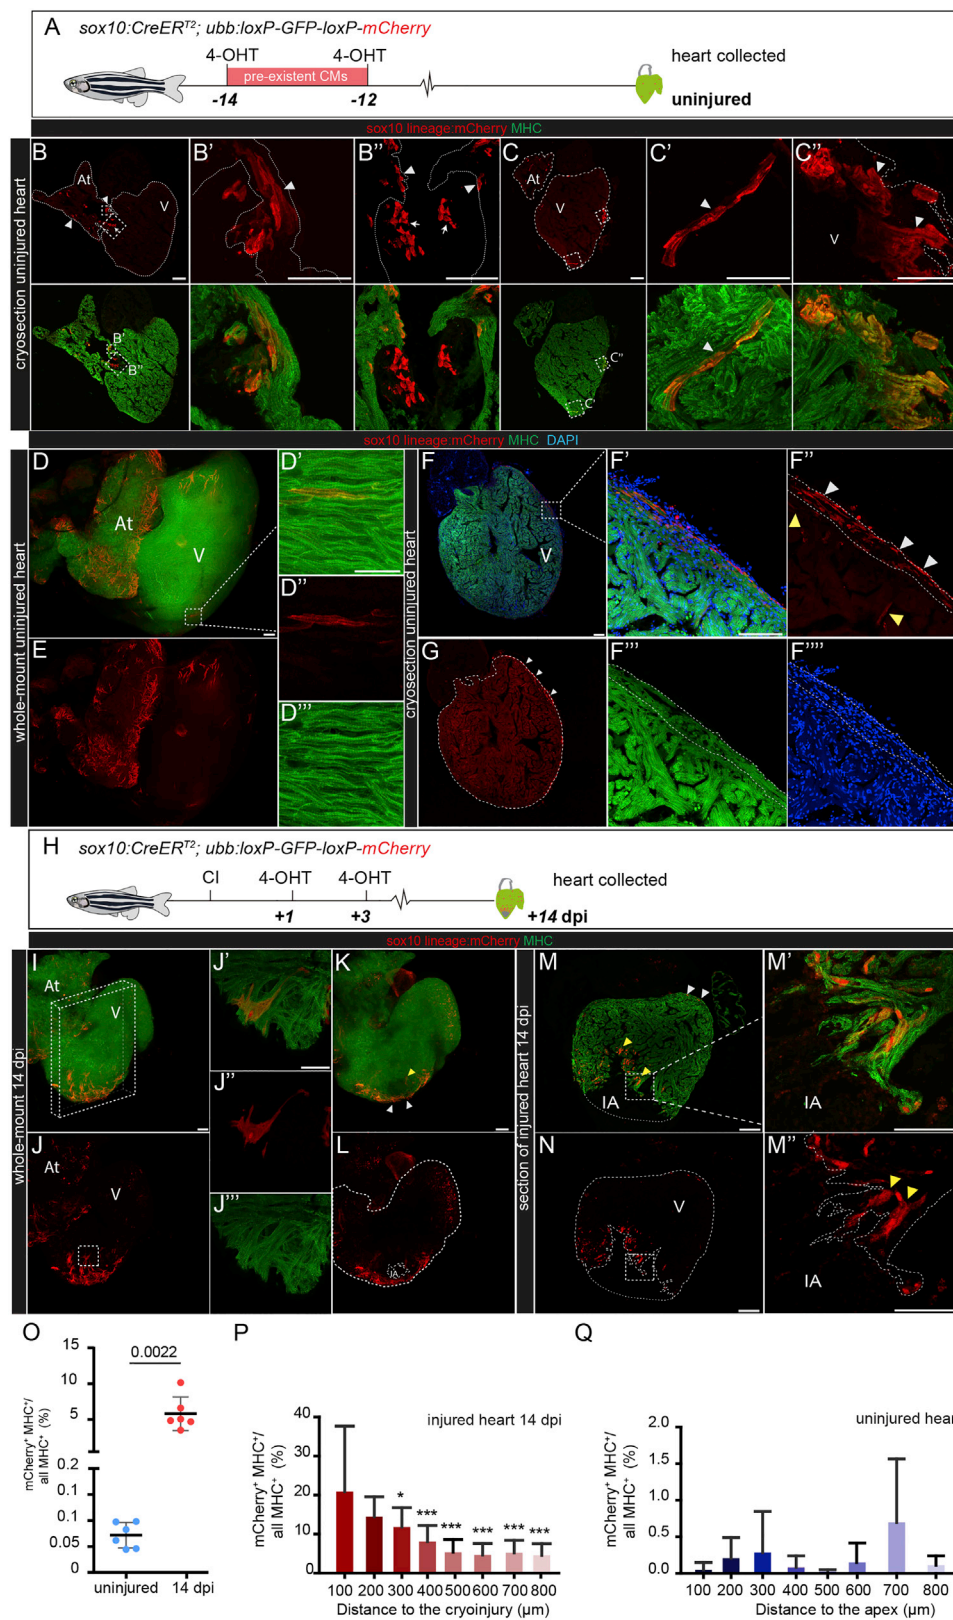 A sox10:CreERT2; ubb:loxP-GFP-loxP-mCherry
4-OHT 4-OHT heart collected
pre-existent CMs
-14 -12 uninjured
sox10 lineage:mCherry MHC
cryosection uninjured heart
B B' B'' C C' C''
At V At V V
B' B'' C'' C
sox10 lineage:mCherry MHC DAPI
whole-mount uninjured heart
D D' F F' F''
At V V
D''
E G F''' F''''
D'''
cryosection uninjured heart
H sox10:CreERT2; ubb:loxP-GFP-loxP-mCherry
CI 4-OHT 4-OHT heart collected
+1 +3 +14 dpi
sox10 lineage:mCherry MHC
whole-mount 14 dpi
I J' K M M'
At V IA IA
J''
J L N M''
At V IA V IA
J'''
section of injured heart 14 dpi
O P Q
mCherry+ MHC+/
all MHC+ (%)
15
10
5
0.2
0.1
0.05
0
0.0022
uninjured 14 dpi
mCherry+ MHC+/
all MHC+ (%)
injured heart 14 dpi
40
30
20
10
0
* *** *** *** *** ***
100 200 300 400 500 600 700 800
Distance to the cryoinjury (µm)
mCherry+ MHC+/
all MHC+ (%)
uninjured hear
2.0
1.5
1.0
0.5
0.0
100 200 300 400 500 600 700 800
Distance to the apex (µm)